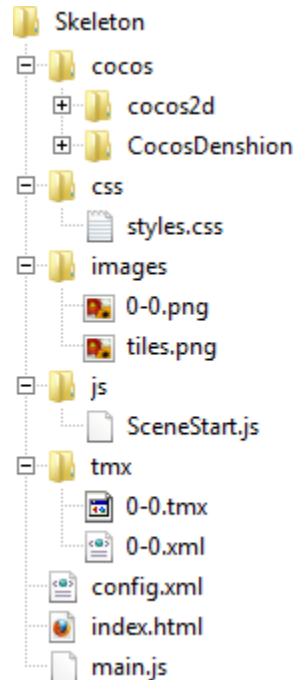 Skeleton
cocos
cocos2d
CocosDenshion
css
styles.css
images
0-0.png
tiles.png
js
SceneStart.js
tmx
0-0.tmx
0-0.xml
config.xml
index.html
main.js